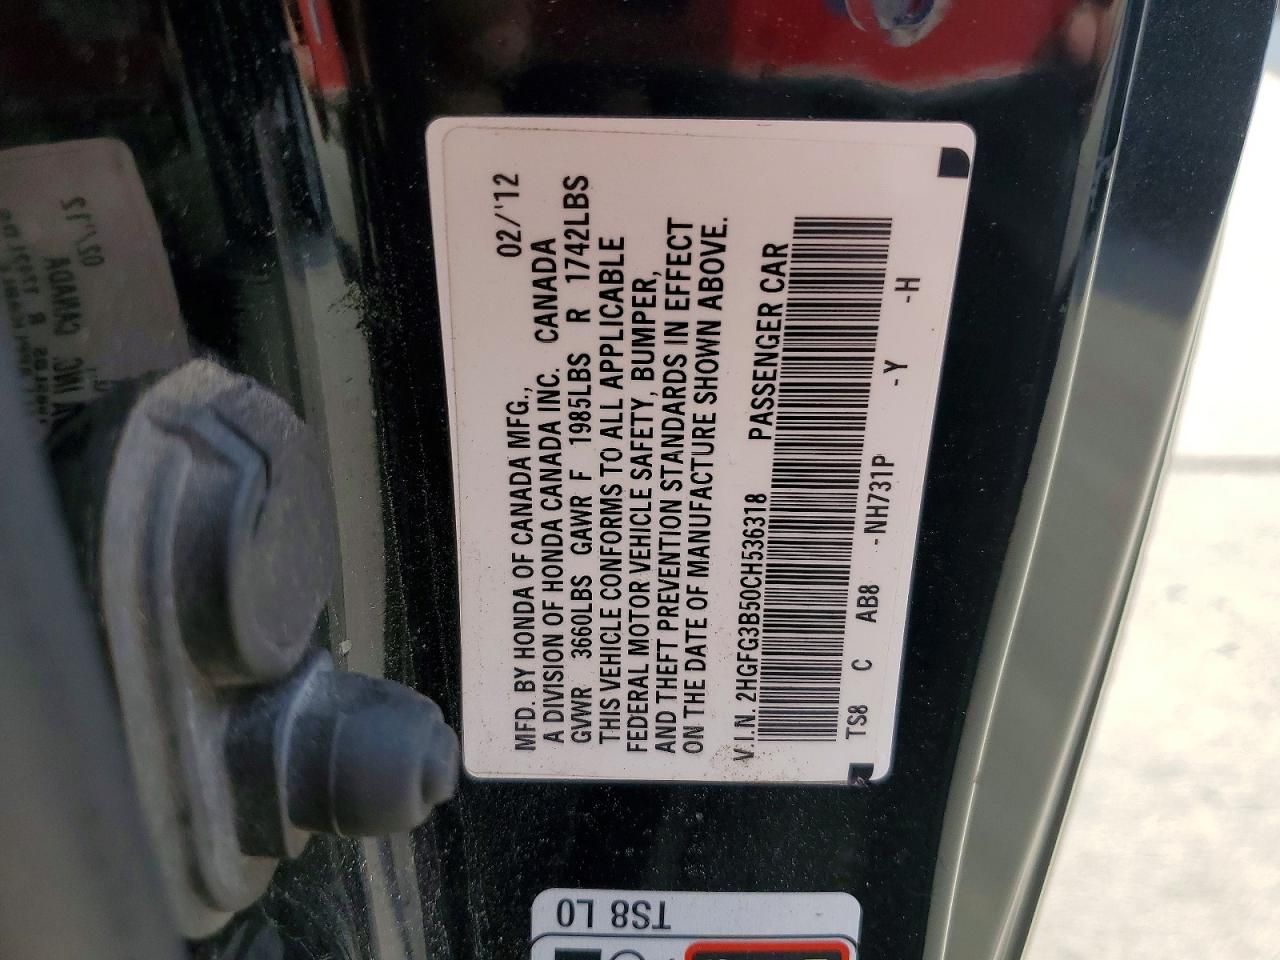 02/'12
MFD. BY HONDA OF CANADA MFG.,
A DIVISION OF HONDA CANADA INC. CANADA
GVWR 3660LBS GAWR F 1985LBS R 1742LBS
THIS VEHICLE CONFORMS TO ALL APPLICABLE
FEDERAL MOTOR VEHICLE SAFETY, BUMPER,
AND THEFT PREVENTION STANDARDS IN EFFECT
ON THE DATE OF MANUFACTURE SHOWN ABOVE.
V.I.N. 2HGFG3B50CH536318 PASSENGER CAR
TS8 C AB8 -NH731P -Y -H
TS8 L0